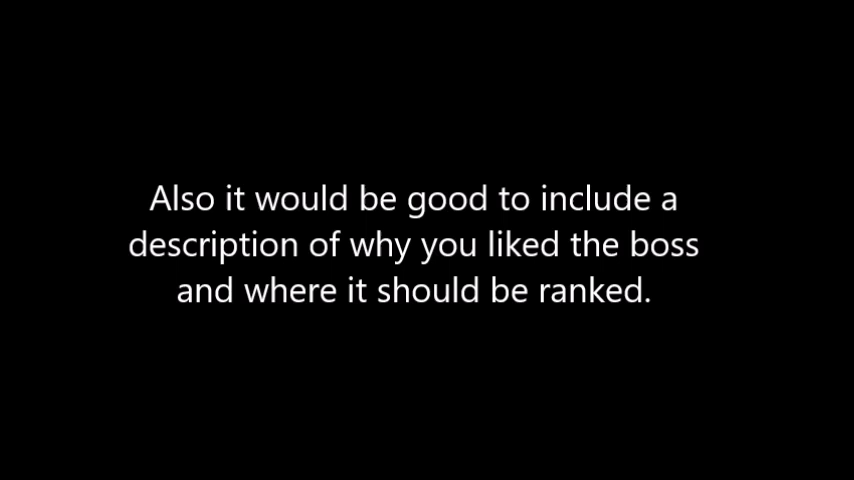 Also it would be good to include a
description of why you liked the boss
and where it should be ranked.